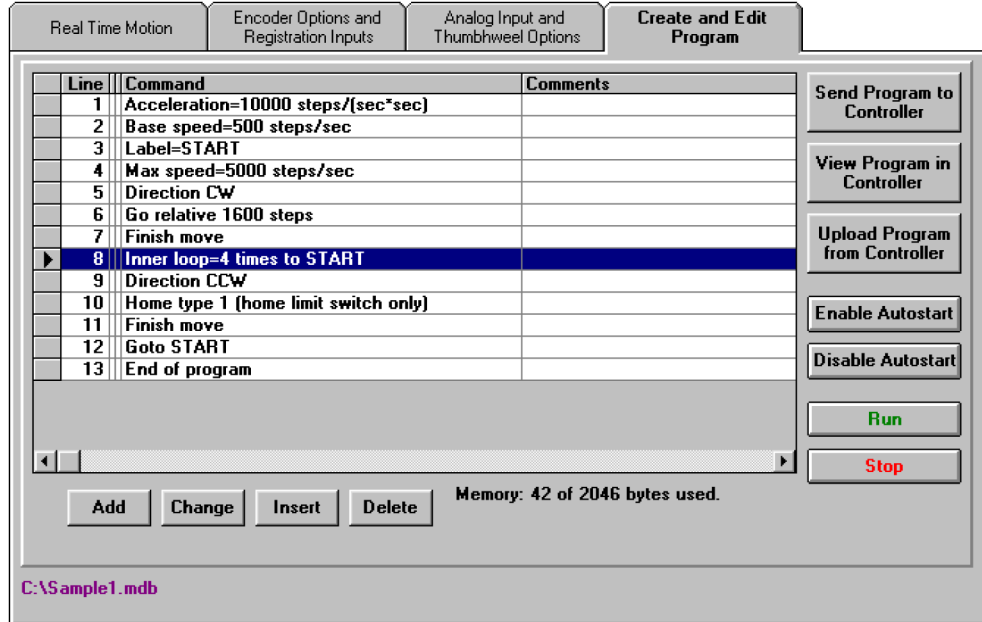 Real Time Motion
Encoder Options and
Registration Inputs
Analog Input and
Thumbhweel Options
Create and Edit
Program
Line Command Comments
1 Acceleration=10000 steps/(sec*sec)
2 Base speed=500 steps/sec
3 Label=START
4 Max speed=5000 steps/sec
5 Direction CW
6 Go relative 1600 steps
7 Finish move
8 Inner loop=4 times to START
9 Direction CCW
10 Home type 1 (home limit switch only)
11 Finish move
12 Goto START
13 End of program
Send Program to
Controller
View Program in
Controller
Upload Program
from Controller
Enable Autostart
Disable Autostart
Run
Stop
Add Change Insert Delete
Memory: 42 of 2046 bytes used.
C:\Sample1.mdb